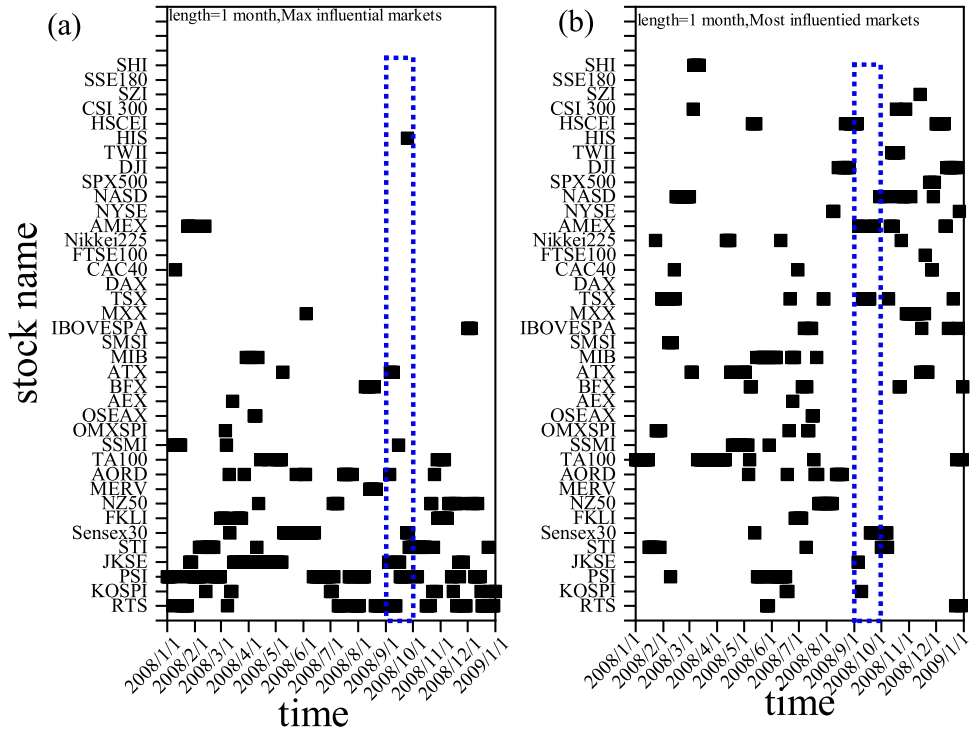 (a)
length=1 month,Max influential markets
SHI
SSE180
SZI
CSI 300
HSCEI
HIS
TWII
DJI
SPX500
NASD
NYSE
AMEX
Nikkei225
FTSE100
CAC40
DAX
TSX
MXX
IBOVESPA
SMSI
MIB
ATX
BFX
AEX
OSEAX
OMXSPI
SSMI
TA100
AORD
MERV
NZ50
FKLI
Sensex30
STI
JKSE
PSI
KOSPI
RTS
stock name
2008/1/1
2008/2/1
2008/3/1
2008/4/1
2008/5/1
2008/6/1
2008/7/1
2008/8/1
2008/9/1
2008/10/1
2008/11/1
2008/12/1
2009/1/1
time
(b)
length=1 month,Most influentied markets
SHI
SSE180
SZI
CSI 300
HSCEI
HIS
TWII
DJI
SPX500
NASD
NYSE
AMEX
Nikkei225
FTSE100
CAC40
DAX
TSX
MXX
IBOVESPA
SMSI
MIB
ATX
BFX
AEX
OSEAX
OMXSPI
SSMI
TA100
AORD
MERV
NZ50
FKLI
Sensex30
STI
JKSE
PSI
KOSPI
RTS
2008/1/1
2008/2/1
2008/3/1
2008/4/1
2008/5/1
2008/6/1
2008/7/1
2008/8/1
2008/9/1
2008/10/1
2008/11/1
2008/12/1
2009/1/1
time